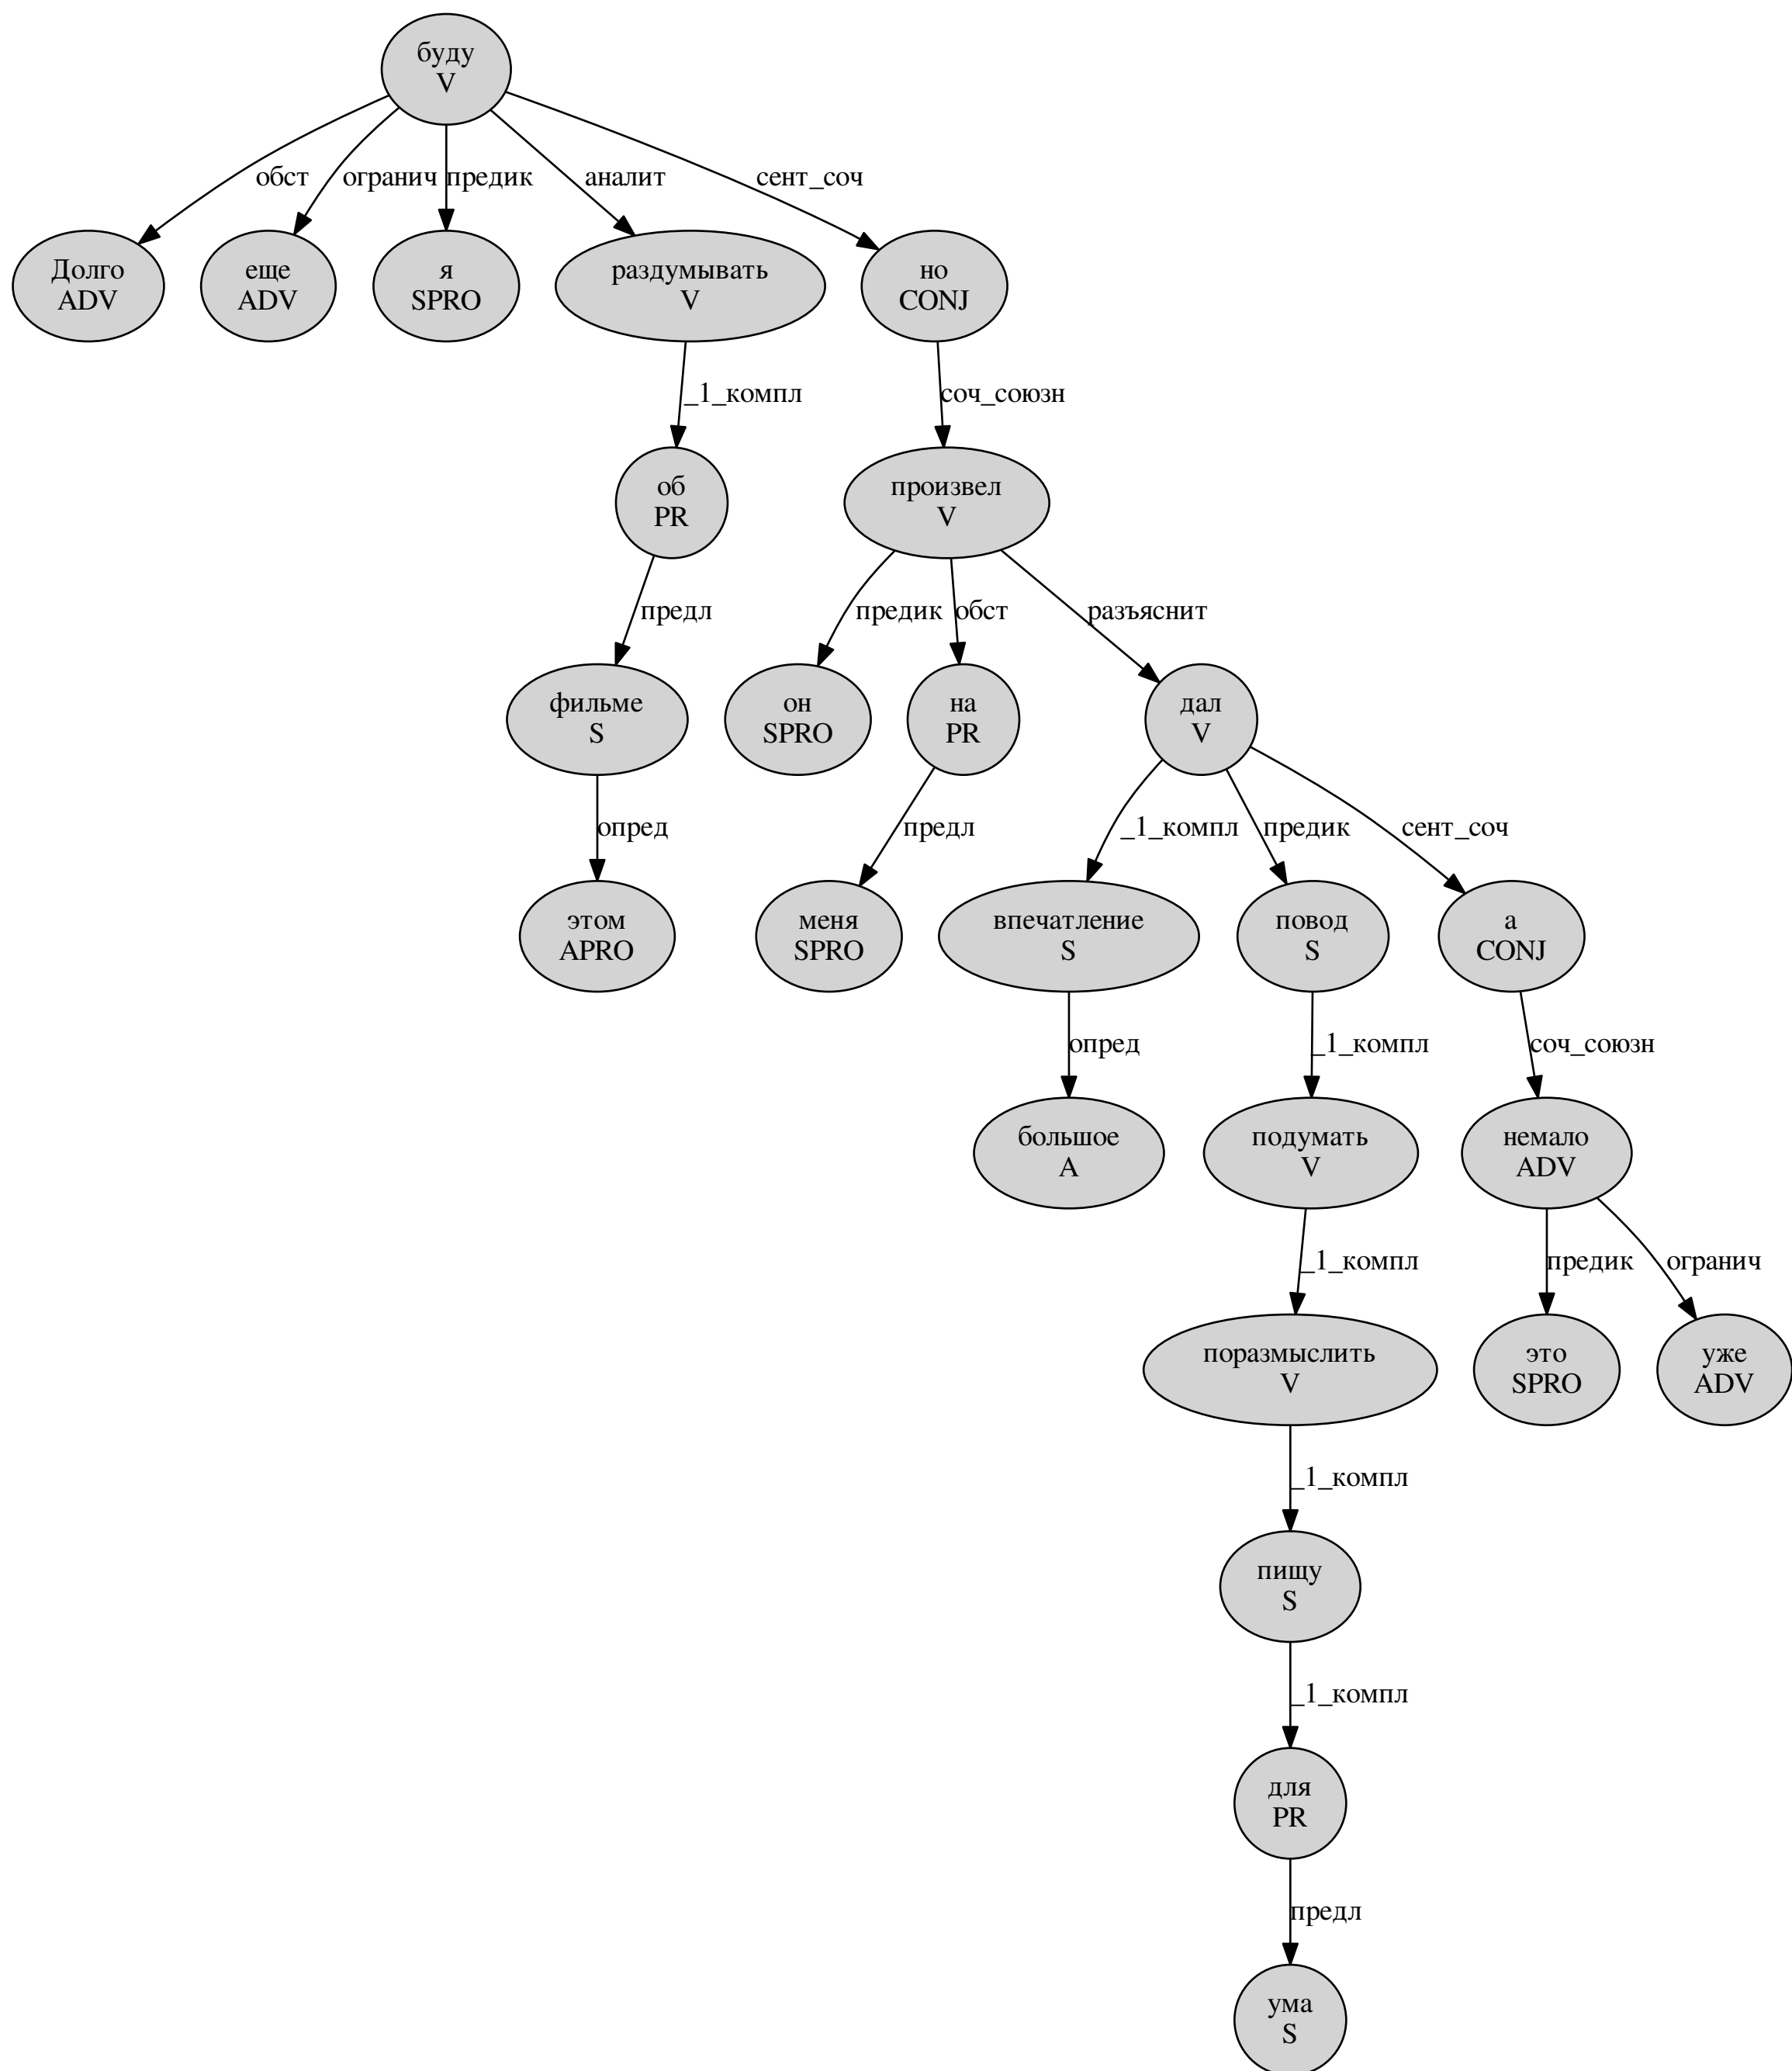 буду
V
обст
огранич
предик
аналит
сент_соч
Долго
ADV
еще
ADV
я
SPRO
раздумывать
V
но
CONJ
_1_компл
соч_союзн
об
PR
произвел
V
предл
предик
обст
разъяснит
фильме
S
он
SPRO
на
PR
дал
V
опред
предл
_1_компл
предик
сент_соч
этом
APRO
меня
SPRO
впечатление
S
повод
S
а
CONJ
опред
_1_компл
соч_союзн
большое
A
подумать
V
немало
ADV
_1_компл
предик
огранич
поразмыслить
V
это
SPRO
уже
ADV
_1_компл
пищу
S
_1_компл
для
PR
предл
ума
S